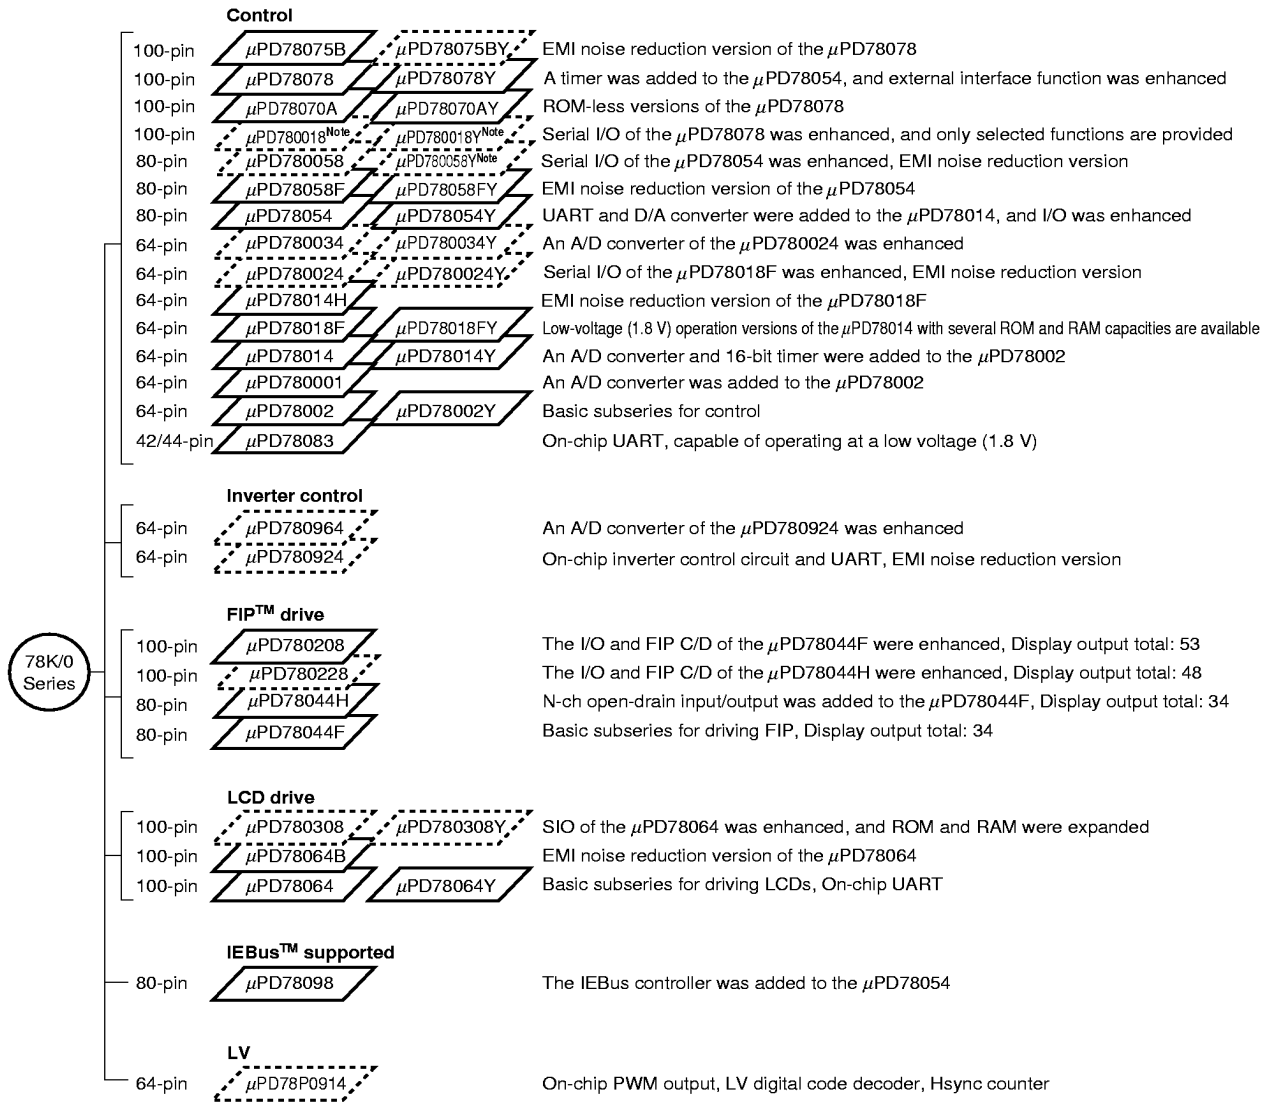 Control
100-pin μPD78075B μPD78075BY EMI noise reduction version of the μPD78078
100-pin μPD78078 μPD78078Y A timer was added to the μPD78054, and external interface function was enhanced
100-pin μPD78070A μPD78070AY ROM-less versions of the μPD78078
100-pin μPD780018Note μPD780018YNote Serial I/O of the μPD78078 was enhanced, and only selected functions are provided
80-pin μPD780058 μPD780058YNote Serial I/O of the μPD78054 was enhanced, EMI noise reduction version
80-pin μPD78058F μPD78058FY EMI noise reduction version of the μPD78054
80-pin μPD78054 μPD78054Y UART and D/A converter were added to the μPD78014, and I/O was enhanced
64-pin μPD780034 μPD780034Y An A/D converter of the μPD780024 was enhanced
64-pin μPD780024 μPD780024Y Serial I/O of the μPD78018F was enhanced, EMI noise reduction version
64-pin μPD78014H EMI noise reduction version of the μPD78018F
64-pin μPD78018F μPD78018FY Low-voltage (1.8 V) operation versions of the μPD78014 with several ROM and RAM capacities are available
64-pin μPD78014 μPD78014Y An A/D converter and 16-bit timer were added to the μPD78002
64-pin μPD780001 An A/D converter was added to the μPD78002
64-pin μPD78002 μPD78002Y Basic subseries for control
42/44-pin μPD78083 On-chip UART, capable of operating at a low voltage (1.8 V)
Inverter control
64-pin μPD780964 An A/D converter of the μPD780924 was enhanced
64-pin μPD780924 On-chip inverter control circuit and UART, EMI noise reduction version
FIP™ drive
100-pin μPD780208 The I/O and FIP C/D of the μPD78044F were enhanced, Display output total: 53
78K/0 Series
100-pin μPD780228 The I/O and FIP C/D of the μPD78044H were enhanced, Display output total: 48
80-pin μPD78044H N-ch open-drain input/output was added to the μPD78044F, Display output total: 34
80-pin μPD78044F Basic subseries for driving FIP, Display output total: 34
LCD drive
100-pin μPD780308 μPD780308Y SIO of the μPD78064 was enhanced, and ROM and RAM were expanded
100-pin μPD78064B EMI noise reduction version of the μPD78064
100-pin μPD78064 μPD78064Y Basic subseries for driving LCDs, On-chip UART
IEBus™ supported
80-pin μPD78098 The IEBus controller was added to the μPD78054
LV
64-pin μPD78P0914 On-chip PWM output, LV digital code decoder, Hsync counter